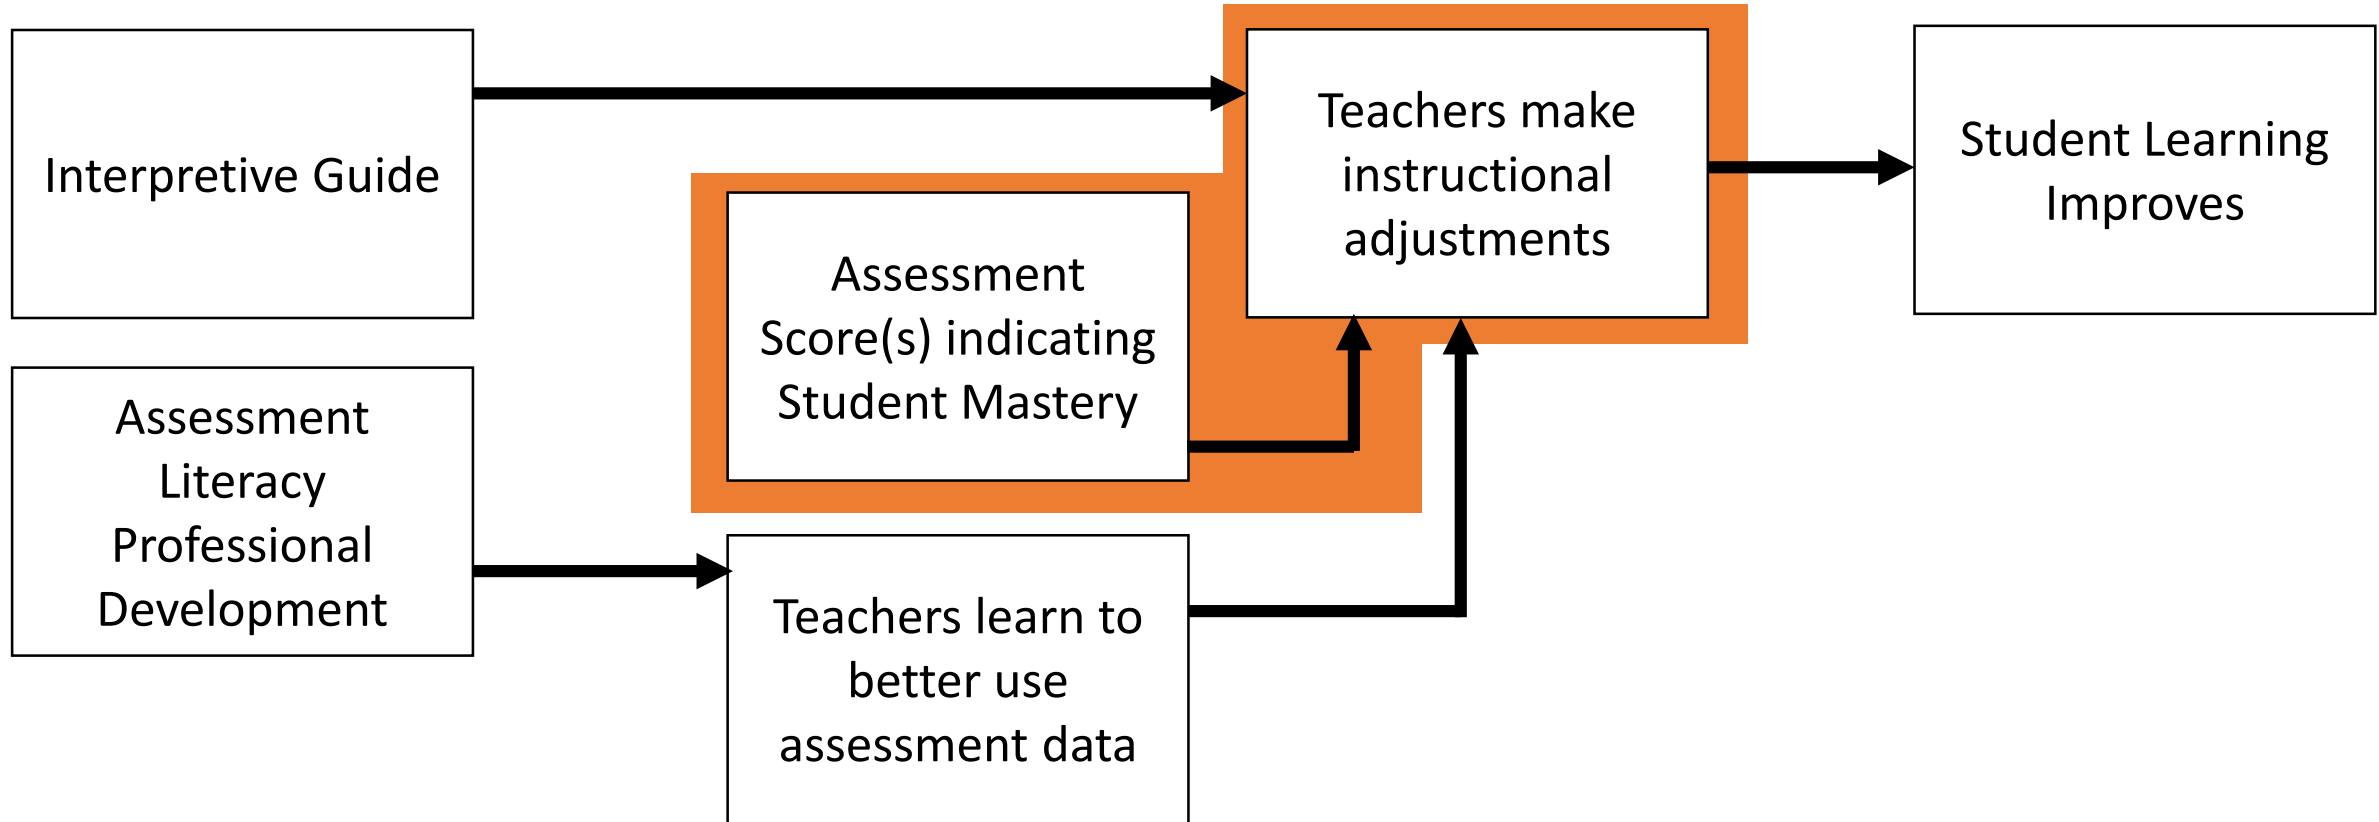 Interpretive Guide
Assessment
Literacy
Professional
Development
Assessment
Score(s) indicating
Student Mastery
Teachers learn to
better use
assessment data
Teachers make
instructional
adjustments
Student Learning
Improves